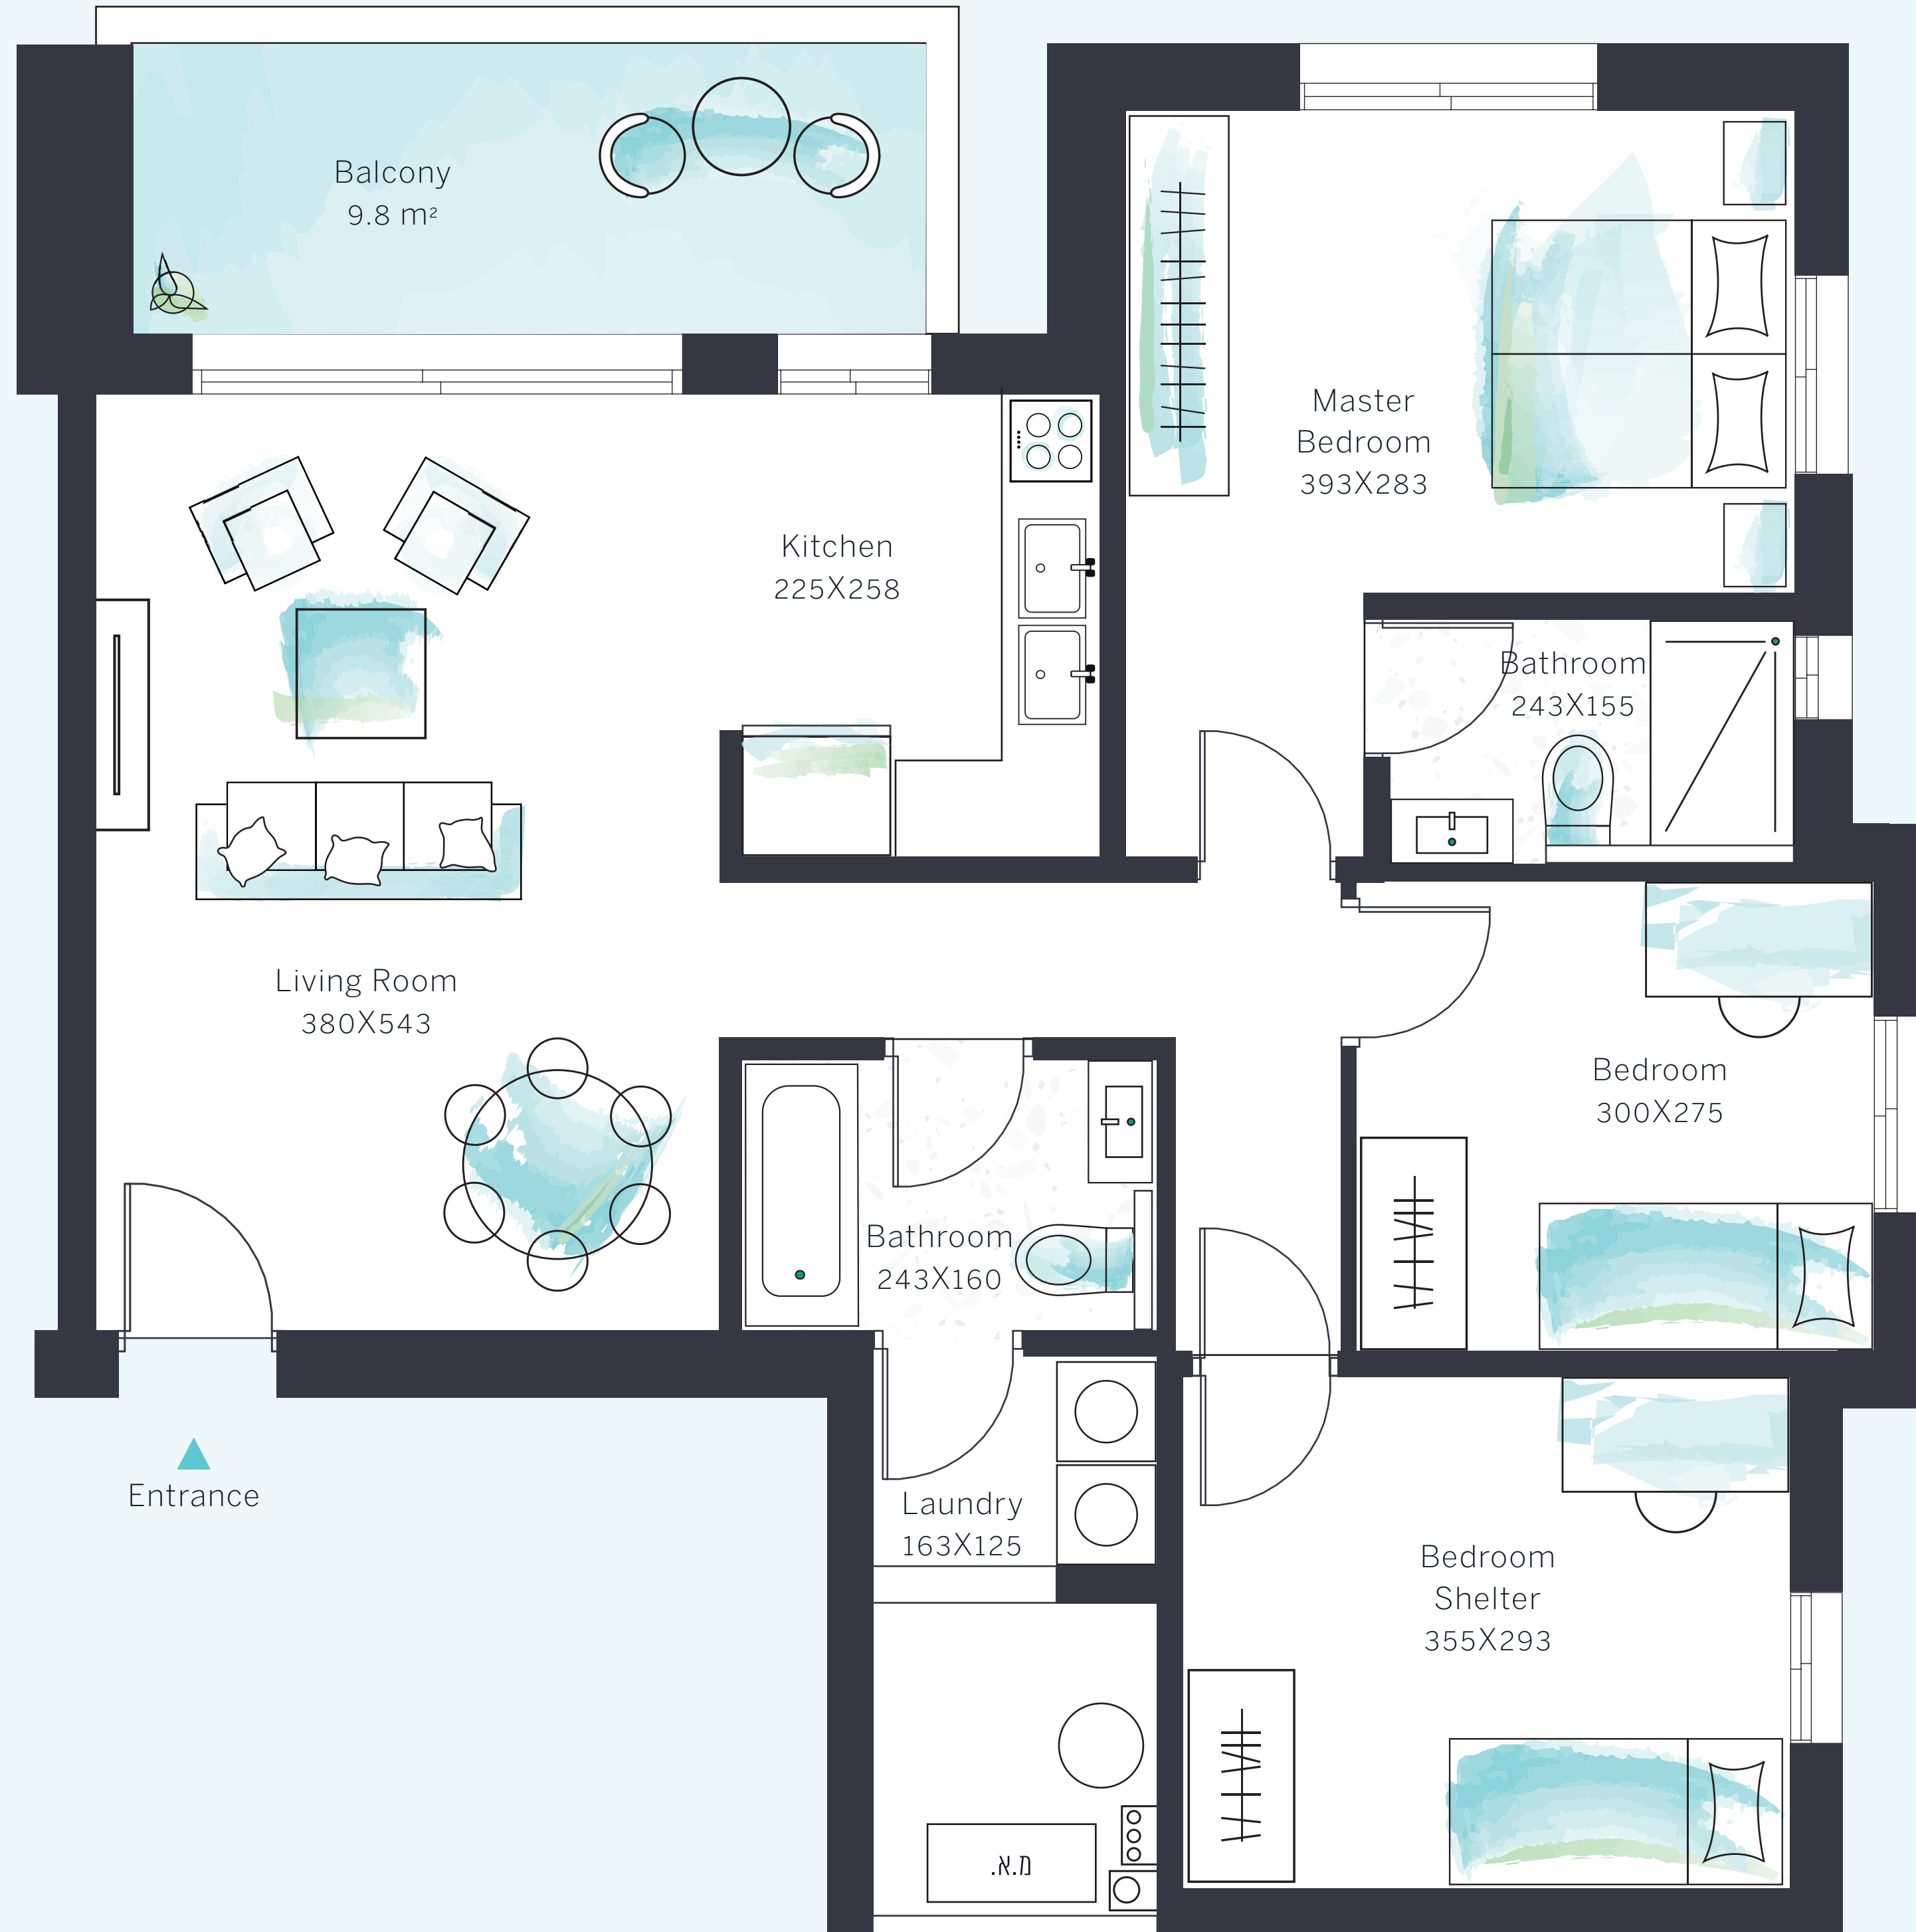 Balcony
9.8 m²
Master
Bedroom
393X283
Kitchen
225X258
Bathroom
243X155
Living Room
380X543
Bedroom
300X275
Bathroom
243X160
Entrance
Laundry
163X125
Bedroom
Shelter
355X293
מ.א.